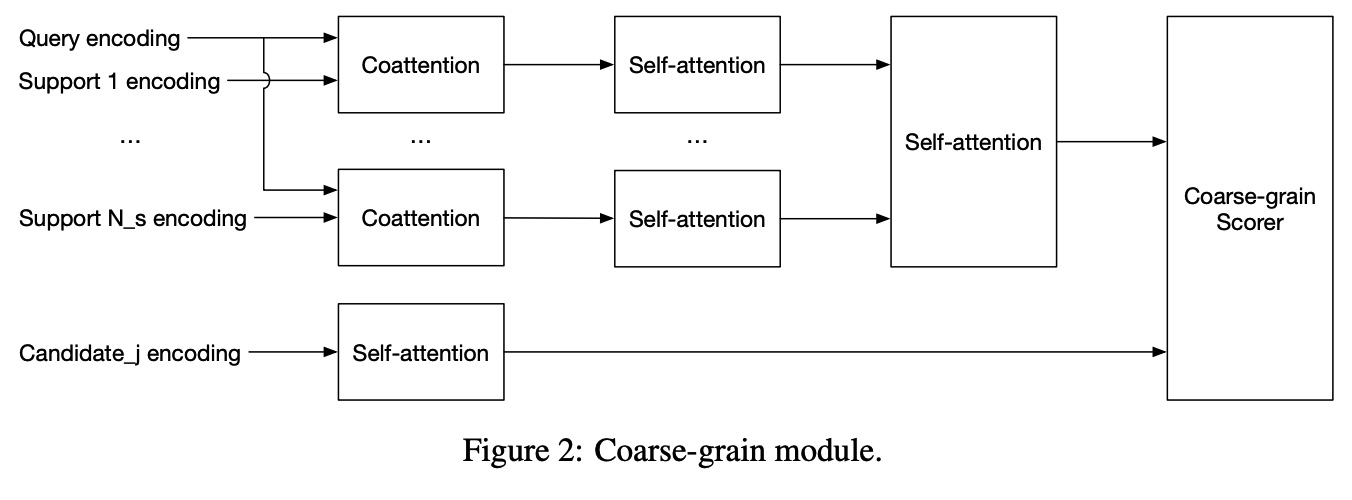 Query encoding
Support 1 encoding
Coattention
Self-attention
...
...
...
Self-attention
Support N_s encoding
Coattention
Self-attention
Coarse-grain
Scorer
Candidate_j encoding
Self-attention
Figure 2: Coarse-grain module.